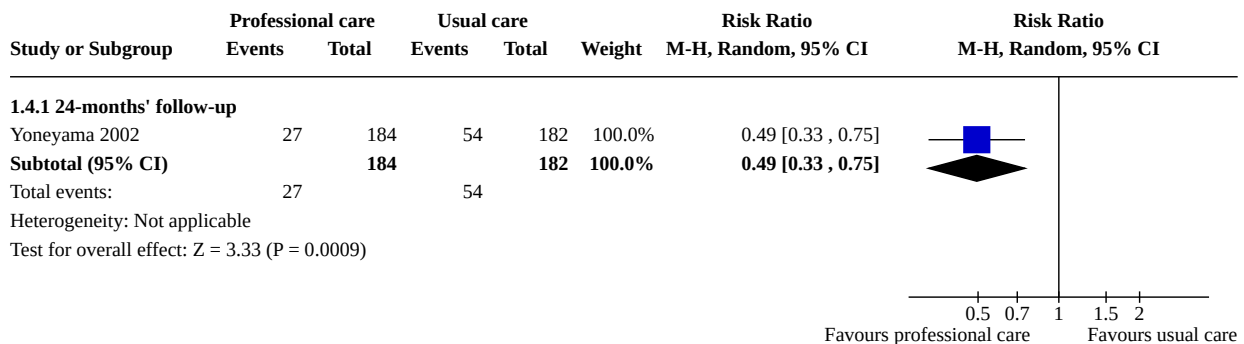 Professional care Usual care Risk Ratio Risk Ratio
Study or Subgroup Events Total Events Total Weight M-H, Random, 95% CI M-H, Random, 95% CI
1.4.1 24-months' follow-up
Yoneyama 2002 27 184 54 182 100.0% 0.49 [0.33 , 0.75]
Subtotal (95% CI) 184 182 100.0% 0.49 [0.33 , 0.75]
Total events: 27 54
Heterogeneity: Not applicable
Test for overall effect: Z = 3.33 (P = 0.0009)
0.5 0.7 1 1.5 2
Favours professional care Favours usual care